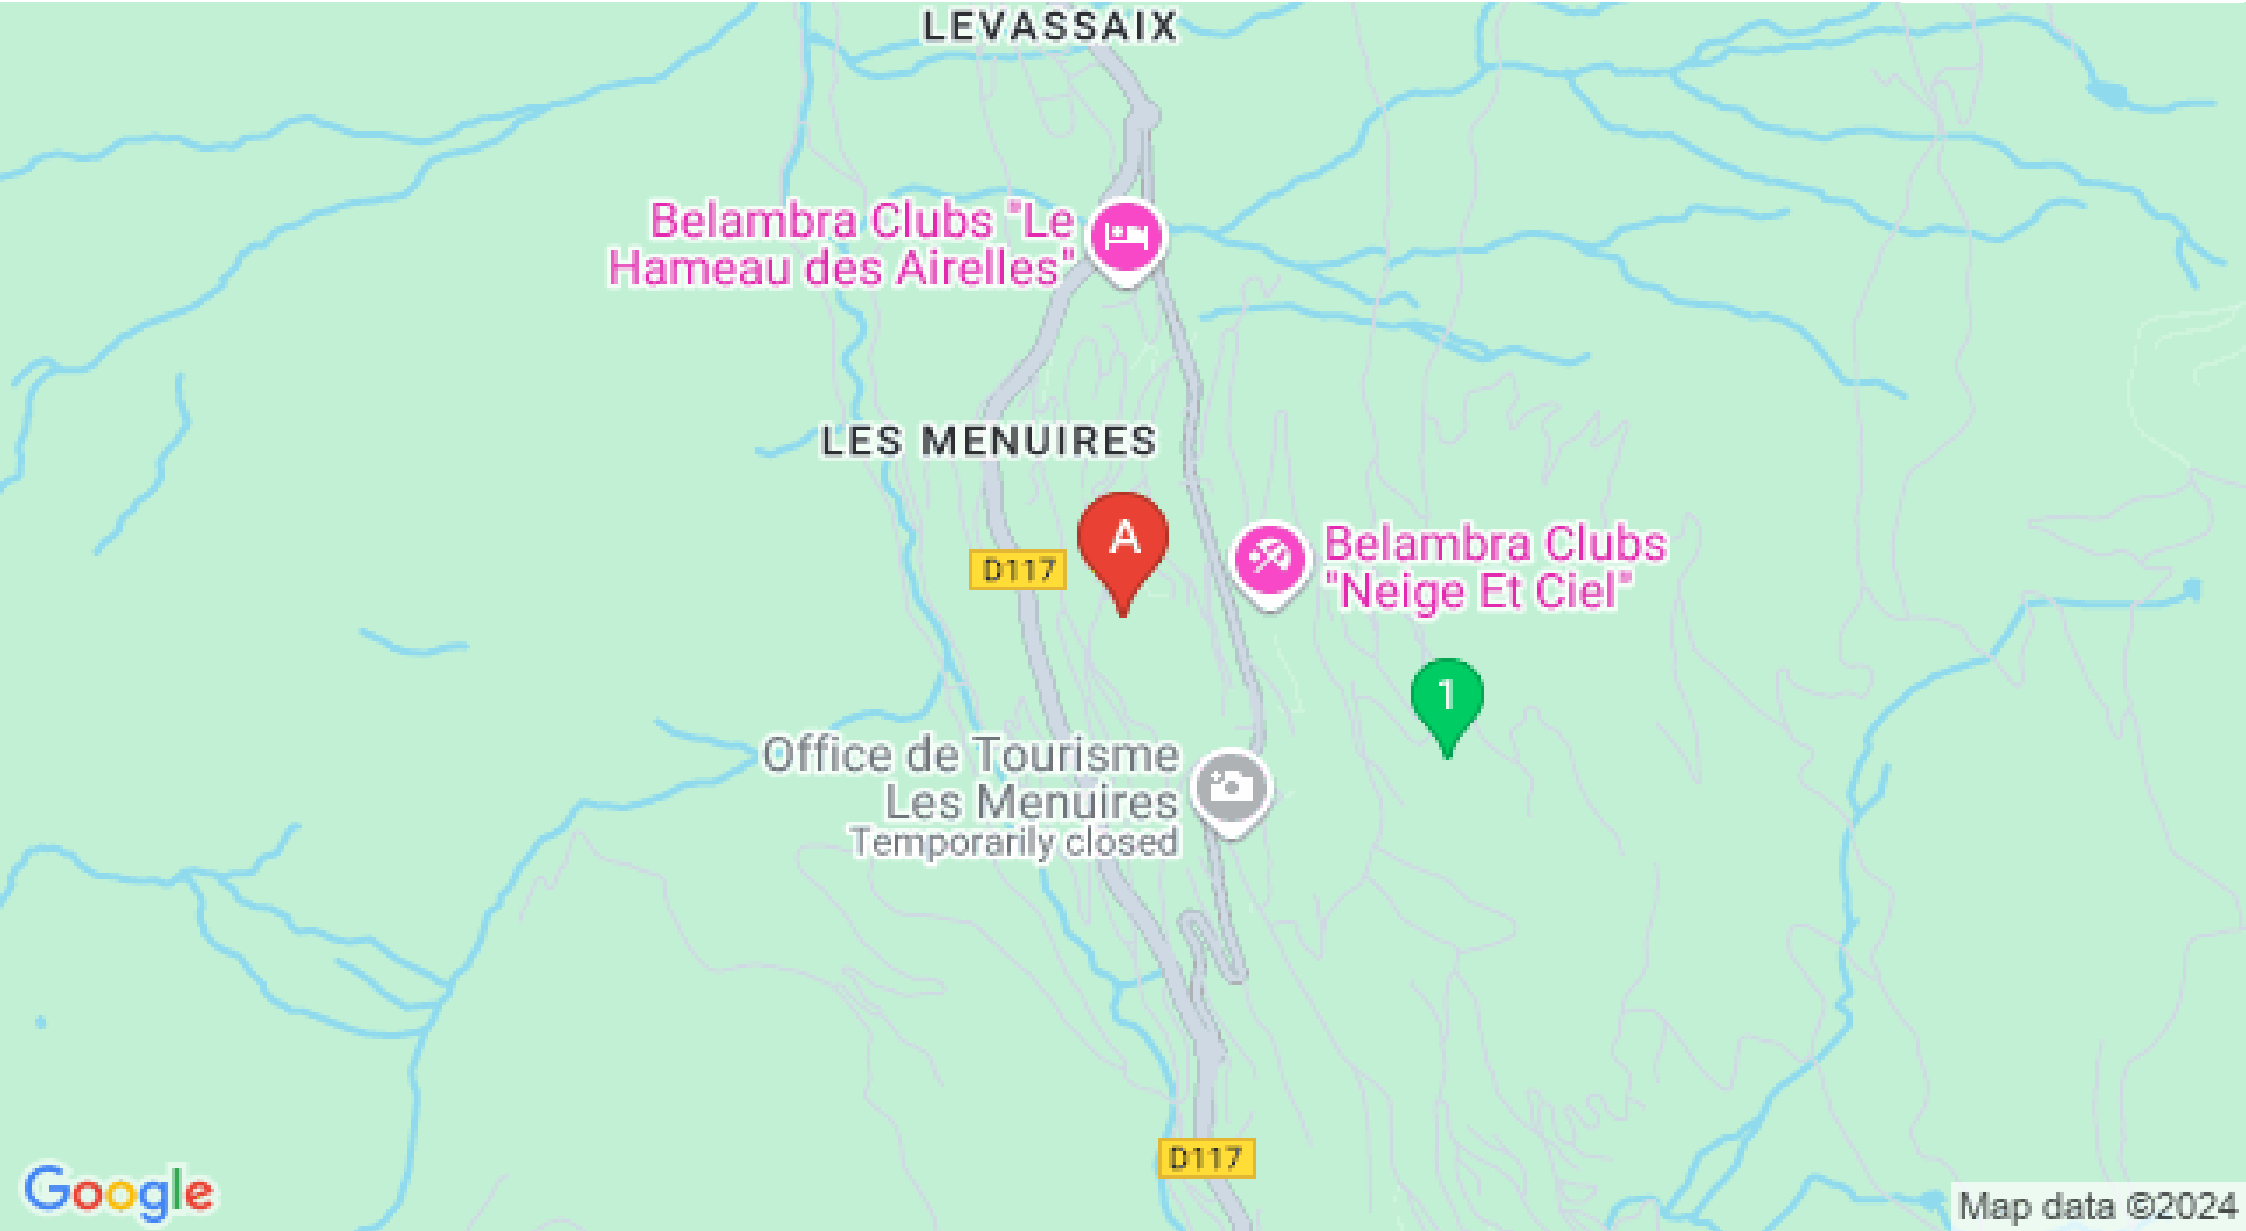 LEVASSAIX
Belambra Clubs "Le
Hameau des Airelles"
LES MENUIRES
A
D117
Belambra Clubs
"Neige Et Ciel"
1
Office de Tourisme
Les Menuires
Temporarily closed
D117
Google
Map data ©2024